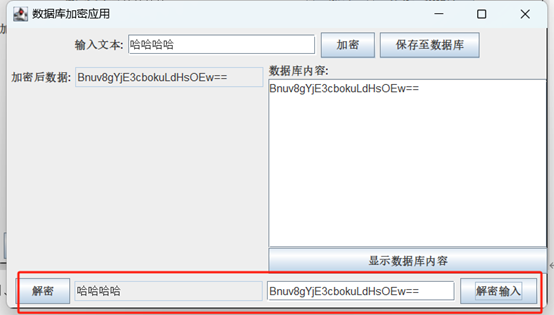 数据库加密应用
输入文本: 哈哈哈哈 加密 保存至数据库
加密后数据: Bnuv8gYjE3cbokuLdHsOEw==
数据库内容:
Bnuv8gYjE3cbokuLdHsOEw==
显示数据库内容
解密 哈哈哈哈 Bnuv8gYjE3cbokuLdHsOEw== 解密输入